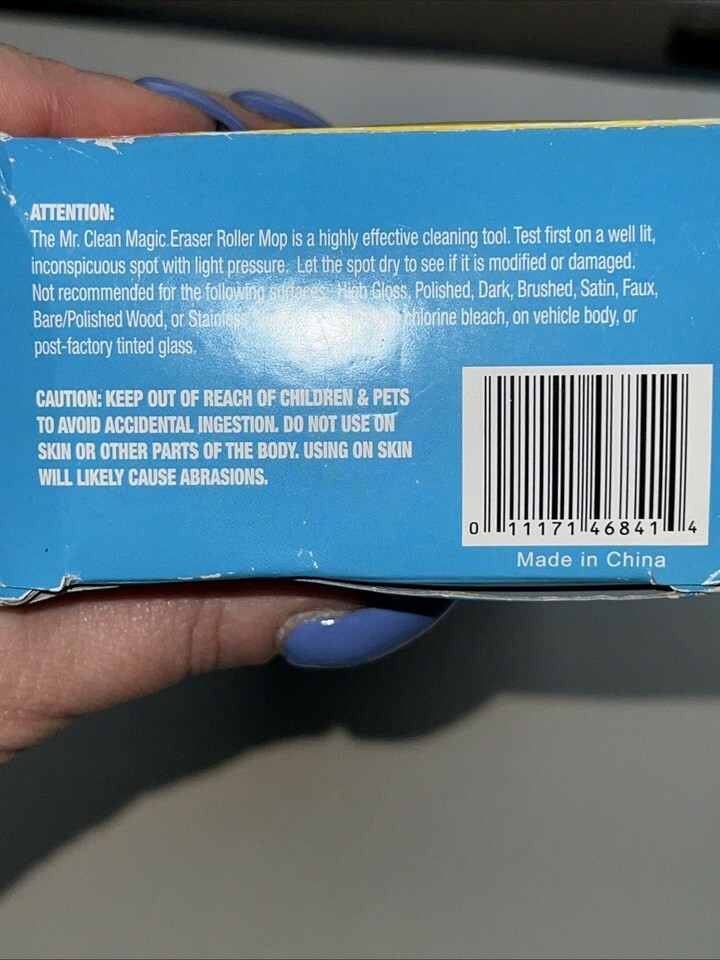 ATTENTION:
The Mr. Clean Magic Eraser Roller Mop is a highly effective cleaning tool. Test first on a well lit,
inconspicuous spot with light pressure. Let the spot dry to see if it is modified or damaged.
Not recommended for the following surfaces: High Gloss, Polished, Dark, Brushed, Satin, Faux,
Bare/Polished Wood, or Stainless chlorine bleach, on vehicle body, or
post-factory tinted glass.
CAUTION: KEEP OUT OF REACH OF CHILDREN & PETS
TO AVOID ACCIDENTAL INGESTION. DO NOT USE ON
SKIN OR OTHER PARTS OF THE BODY. USING ON SKIN
WILL LIKELY CAUSE ABRASIONS.
0 11171 46841 4
Made in China